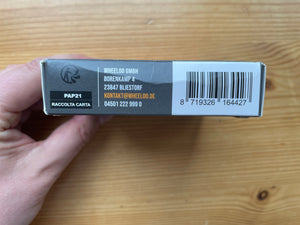 PAP21
RACCOLTA CARTA
WHEELOO GMBH
BORENKAMP 4
23847 BLIESTORF
KONTAKT@WHEELOO.DE
04501 222 999 0
8 719326 164427